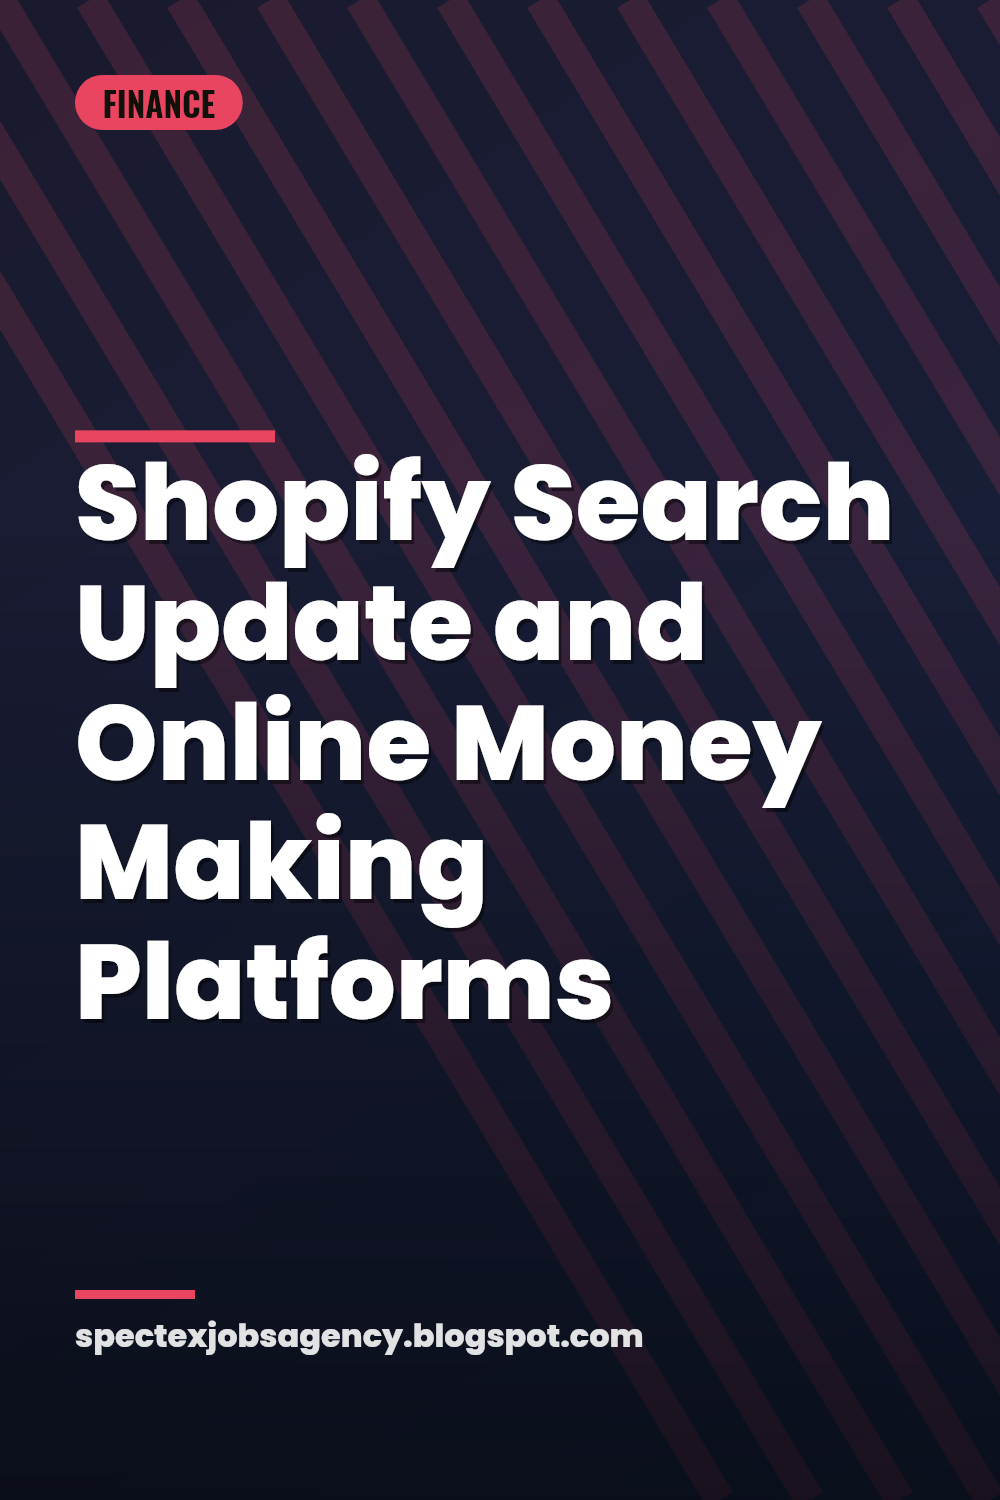 FINANCE
Shopify Search
Update and
Online Money
Making
Platforms
spectexjobsagency.blogspot.com